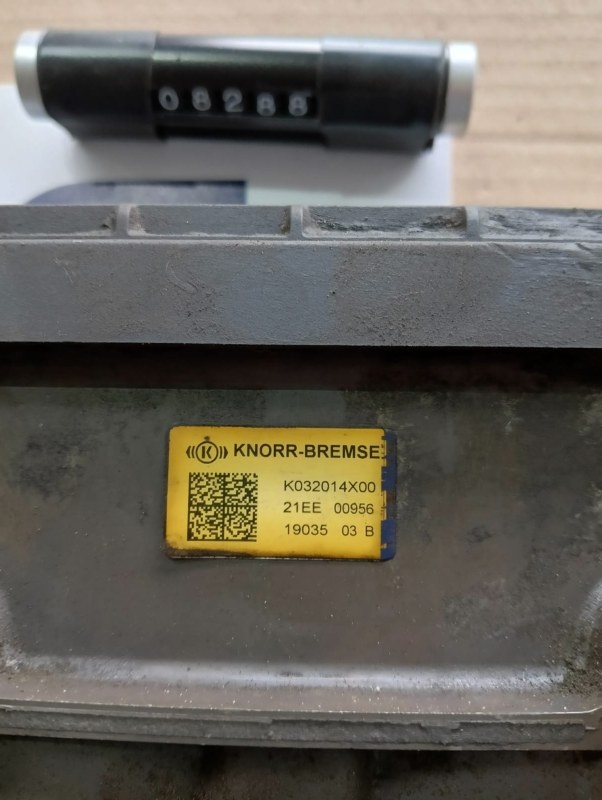 08288
KNORR-BREMSE
K032014X00
21EE 00956
19035 03 B